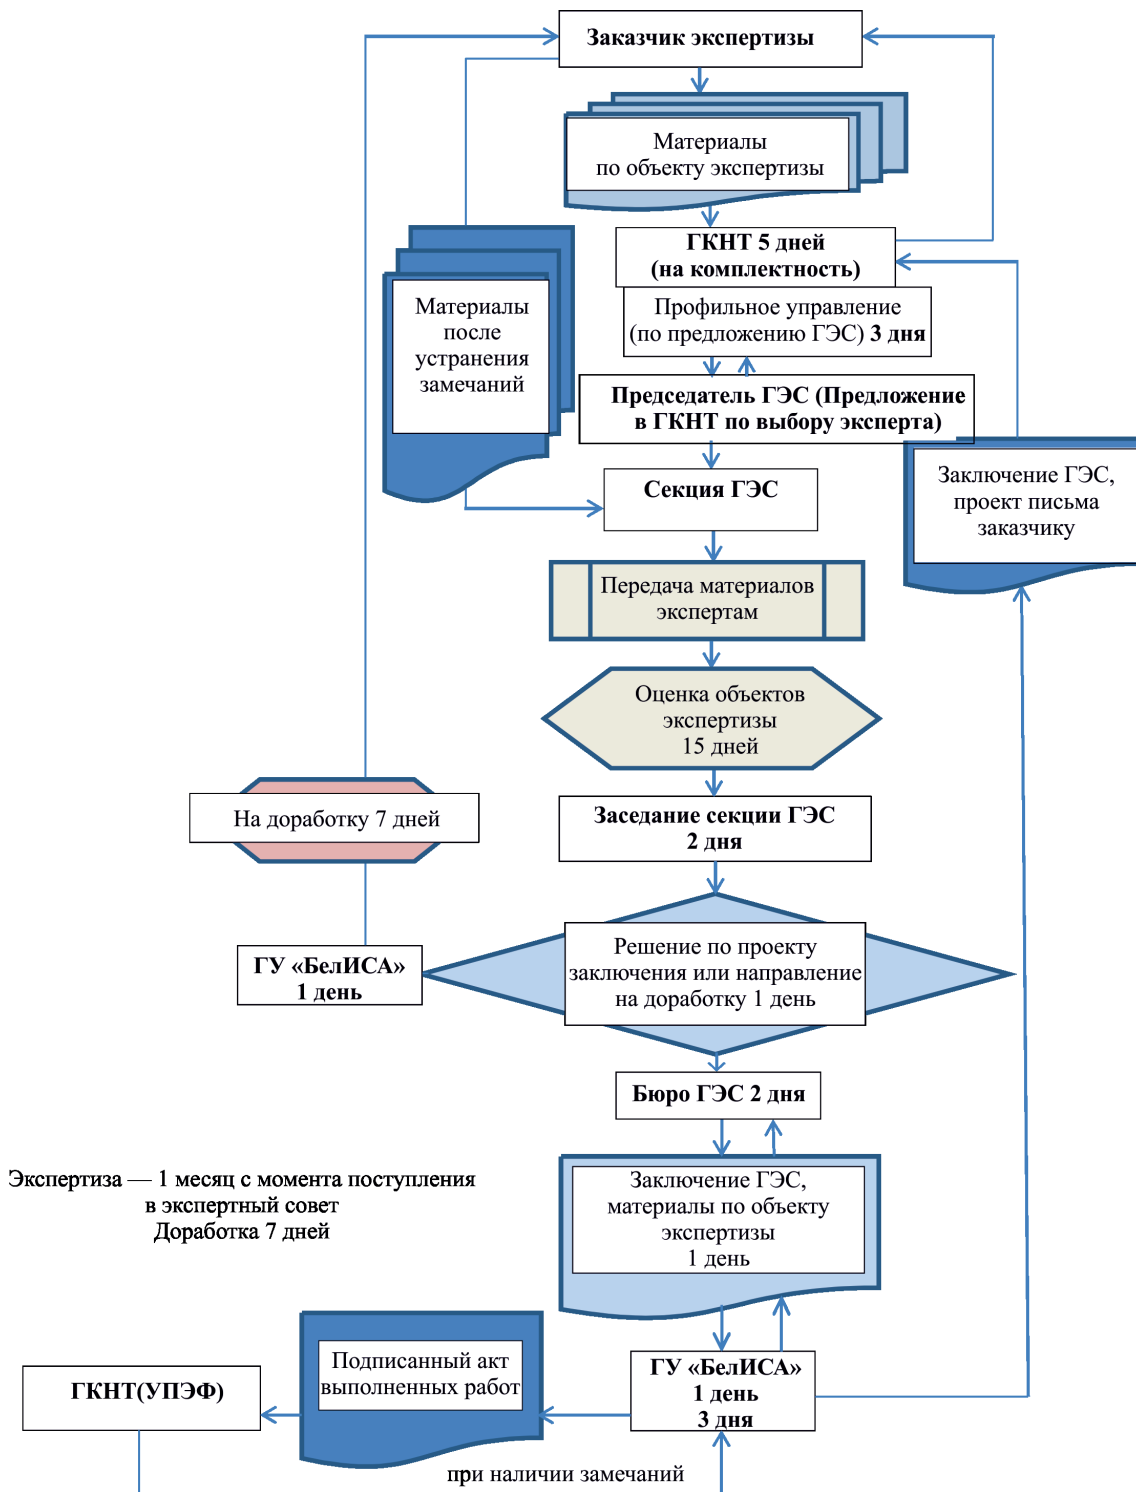 Заказчик экспертизы
Материалы
по объекту экспертизы
ГКНТ 5 дней
(на комплектность)
Профильное управление
(по предложению ГЭС) 3 дня
Материалы
после
устранения
замечаний
Председатель ГЭС (Предложение
в ГКНТ по выбору эксперта)
Секция ГЭС
Заключение ГЭС,
проект письма
заказчику
Передача материалов
экспертам
Оценка объектов
экспертизы
15 дней
На доработку 7 дней
Заседание секции ГЭС
2 дня
ГУ «БелИСА»
1 день
Решение по проекту
заключения или направление
на доработку 1 день
Бюро ГЭС 2 дня
Экспертиза — 1 месяц с момента поступления
в экспертный совет
Доработка 7 дней
Заключение ГЭС,
материалы по объекту
экспертизы
1 день
ГКНТ(УПЭФ)
Подписанный акт
выполненных работ
ГУ «БелИСА»
1 день
3 дня
при наличии замечаний